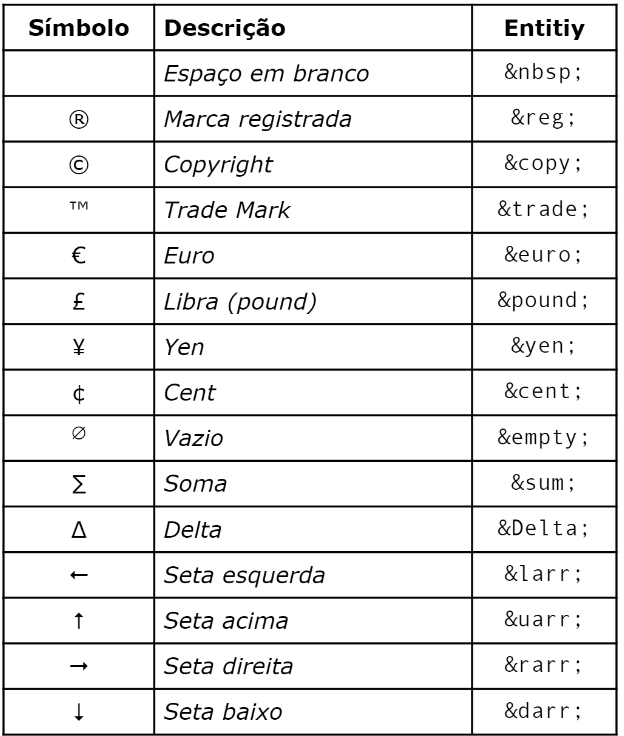 Símbolo Descrição Entitiy
Espaço em branco &nbsp;
® Marca registrada &reg;
© Copyright &copy;
™ Trade Mark &trade;
€ Euro &euro;
£ Libra (pound) &pound;
¥ Yen &yen;
¢ Cent &cent;
∅ Vazio &empty;
∑ Soma &sum;
Δ Delta &Delta;
← Seta esquerda &larr;
↑ Seta acima &uarr;
→ Seta direita &rarr;
↓ Seta baixo &darr;